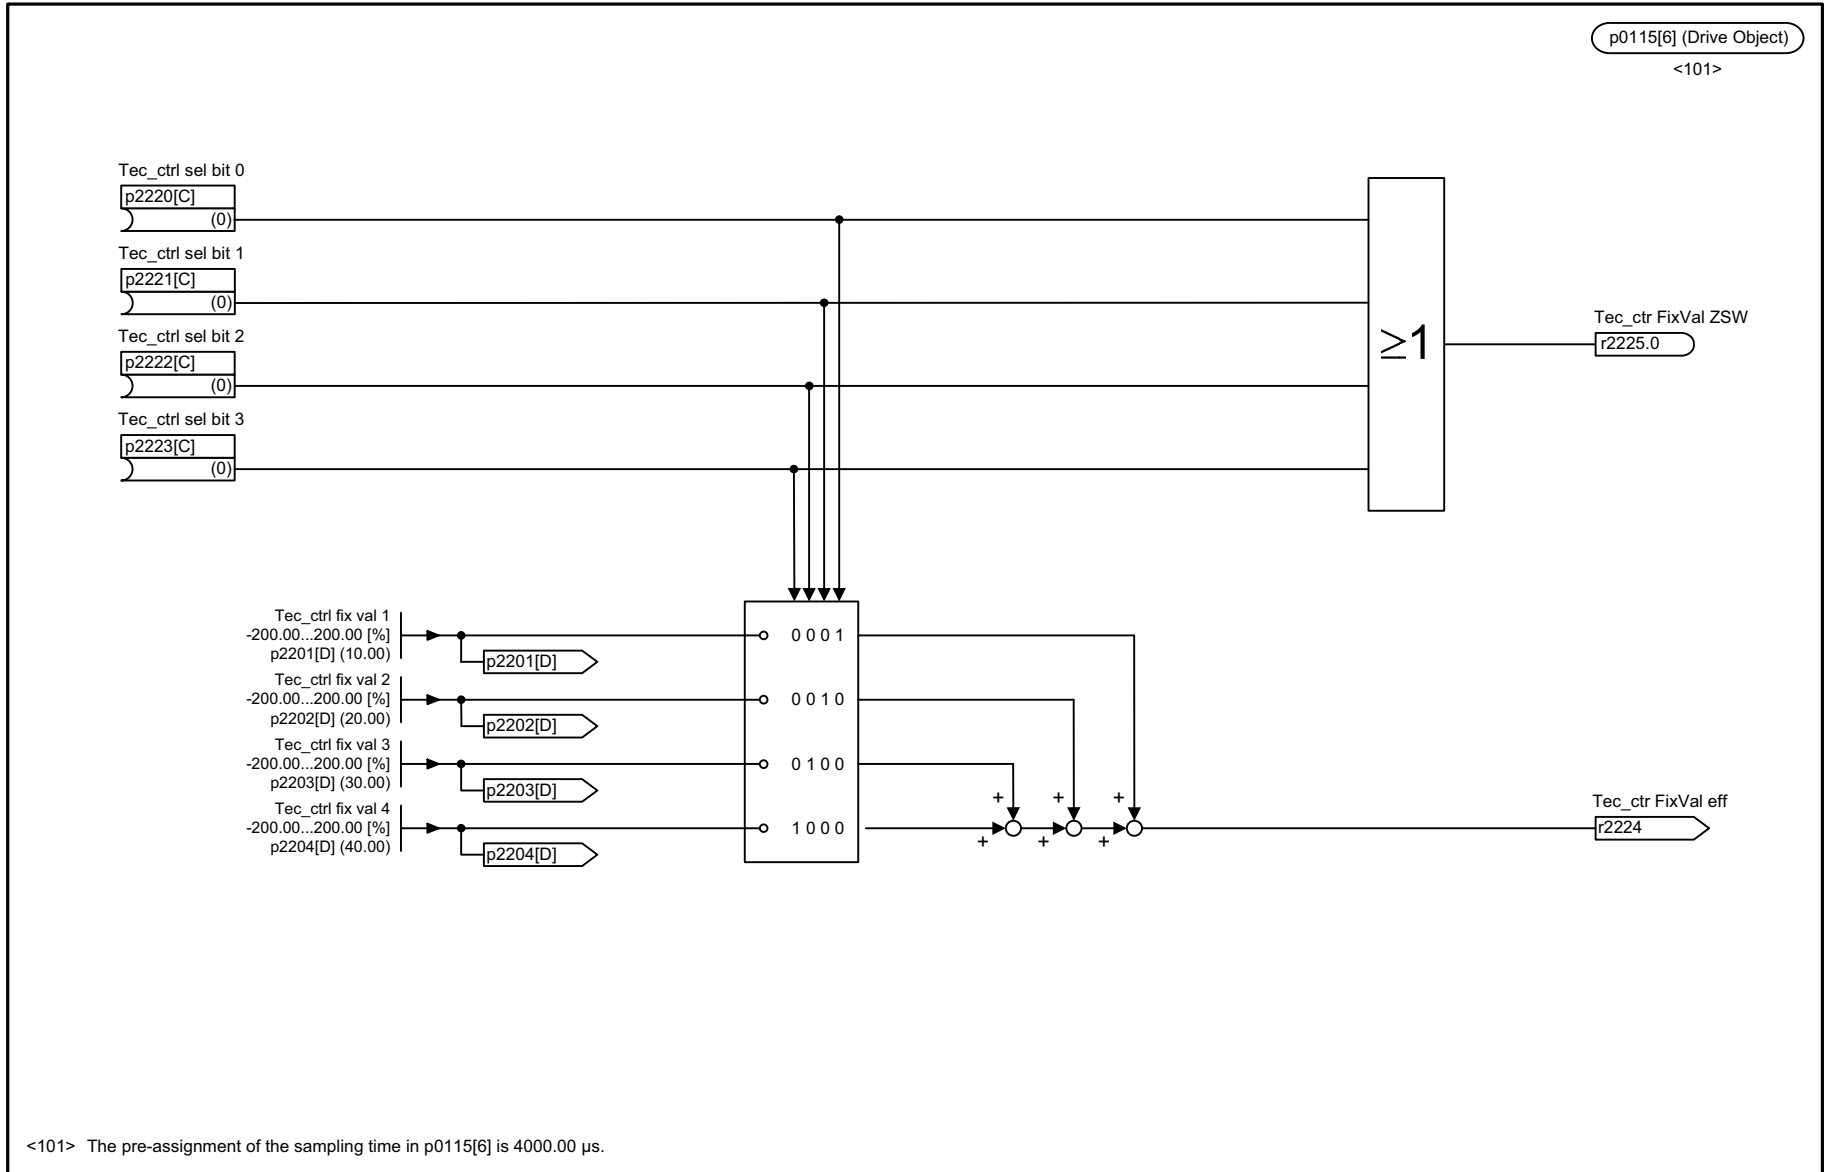 p0115[6] (Drive Object)
<101>
Tec_ctrl sel bit 0
p2220[C]
(0)
Tec_ctrl sel bit 1
p2221[C]
(0)
Tec_ctrl sel bit 2
p2222[C]
(0)
Tec_ctrl sel bit 3
p2223[C]
(0)
≥1
Tec_ctr FixVal ZSW
r2225.0
Tec_ctrl fix val 1
-200.00...200.00 [%]
p2201[D] (10.00)
p2201[D]
0 0 0 1
Tec_ctrl fix val 2
-200.00...200.00 [%]
p2202[D] (20.00)
p2202[D]
0 0 1 0
Tec_ctrl fix val 3
-200.00...200.00 [%]
p2203[D] (30.00)
p2203[D]
0 1 0 0
Tec_ctrl fix val 4
-200.00...200.00 [%]
p2204[D] (40.00)
p2204[D]
1 0 0 0
+ + +
+ + +
Tec_ctr FixVal eff
r2224
<101> The pre-assignment of the sampling time in p0115[6] is 4000.00 µs.